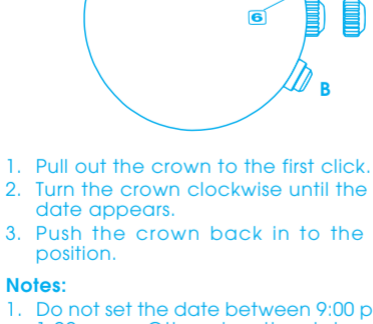 6
B
1. Pull out the crown to the first click.
2. Turn the crown clockwise until the
date appears.
3. Push the crown back in to the
position.
Notes:
1. Do not set the date between 9:00 p